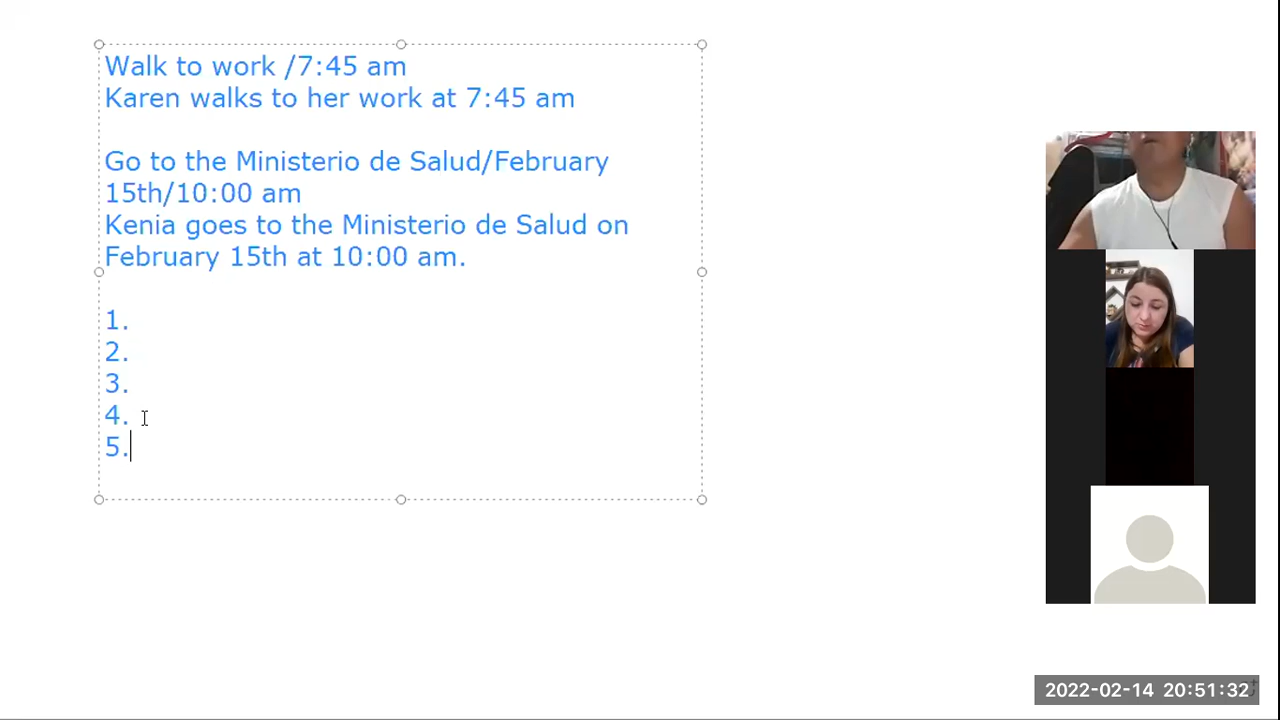 Walk to work /7:45 am
Karen walks to her work at 7:45 am
Go to the Ministerio de Salud/February
15th/10:00 am
Kenia goes to the Ministerio de Salud on
February 15th at 10:00 am.
1.
2.
3.
4.
5.
2022-02-14 20:51:32